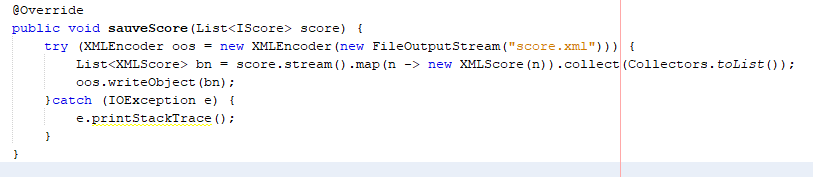 @Override
public void sauveScore(List<IScore> score) {
    try (XMLEncoder oos = new XMLEncoder(new FileOutputStream("score.xml"))) {
        List<XMLScore> bn = score.stream().map(n -> new XMLScore(n)).collect(Collectors.toList());
        oos.writeObject(bn);
    }catch (IOException e) {
        e.printStackTrace();
    }
}